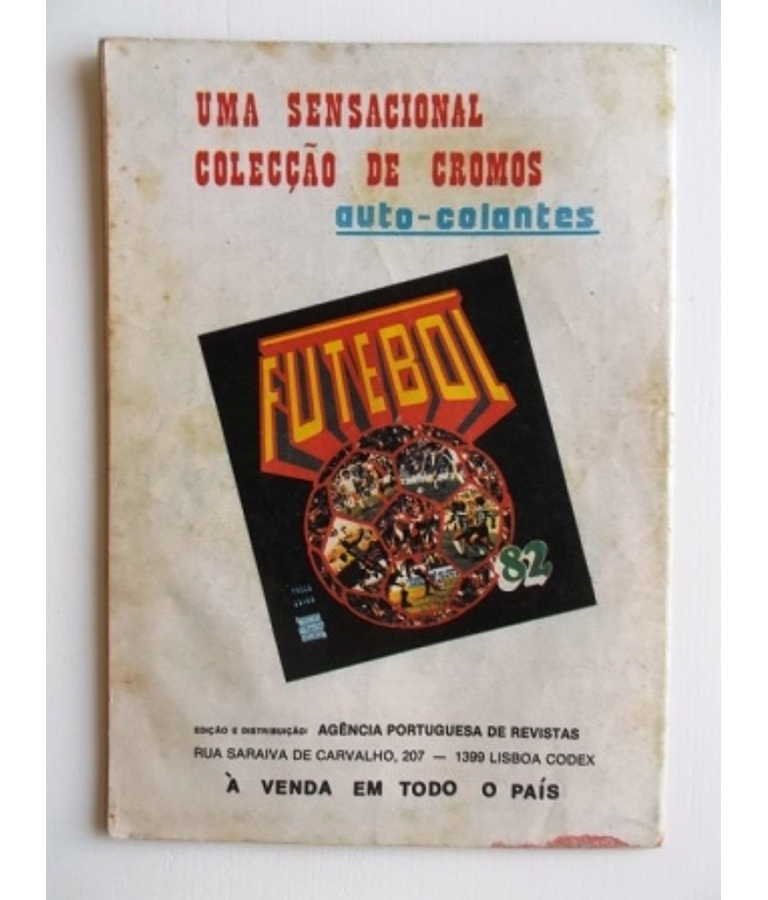 UMA SENSACIONAL
COLECÇÃO DE CROMOS
auto-colantes
FUTEBOL
82
EDIÇÃO E DISTRIBUIÇÃO: AGÊNCIA PORTUGUESA DE REVISTAS
RUA SARAIVA DE CARVALHO, 207 — 1399 LISBOA CODEX
À VENDA EM TODO O PAÍS